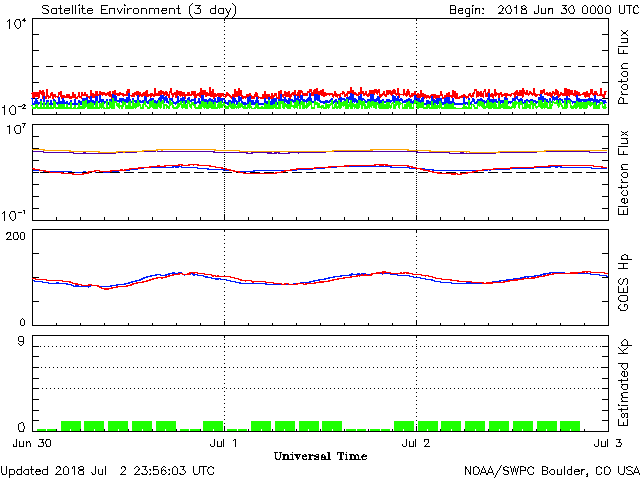 Satellite Environment (3 day) Begin: 2018 Jun 30 0000 UTC
10⁴
10⁻²
Proton Flux
10⁷
10⁻¹
Electron Flux
200
0
GOES Hp
9
0
Estimated Kp
Jun 30 Jul 1 Jul 2 Jul 3
Universal Time
Updated 2018 Jul 2 23:56:03 UTC NOAA/SWPC Boulder, CO USA